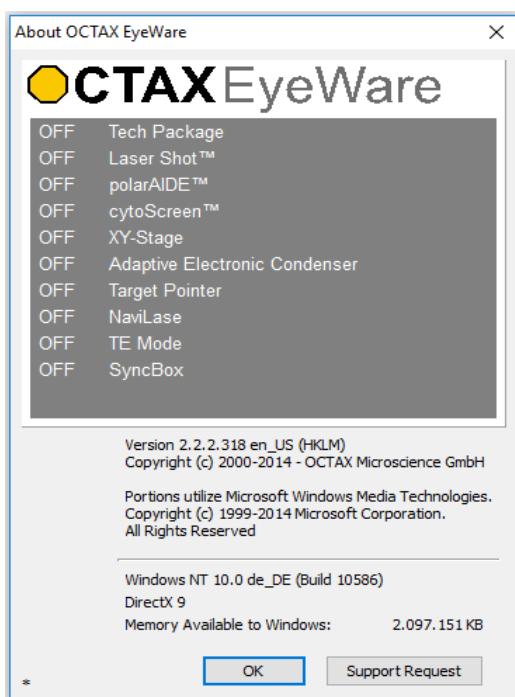 About OCTAX EyeWare
OCTAX EyeWare
OFF Tech Package
OFF Laser Shot™
OFF polarAIDE™
OFF cytoScreen™
OFF XY-Stage
OFF Adaptive Electronic Condenser
OFF Target Pointer
OFF NaviLase
OFF TE Mode
OFF SyncBox
Version 2.2.2.318 en_US (HKLM)
Copyright (c) 2000-2014 - OCTAX Microscience GmbH
Portions utilize Microsoft Windows Media Technologies.
Copyright (c) 1999-2014 Microsoft Corporation.
All Rights Reserved
Windows NT 10.0 de_DE (Build 10586)
DirectX 9
Memory Available to Windows: 2.097.151 KB
* OK Support Request